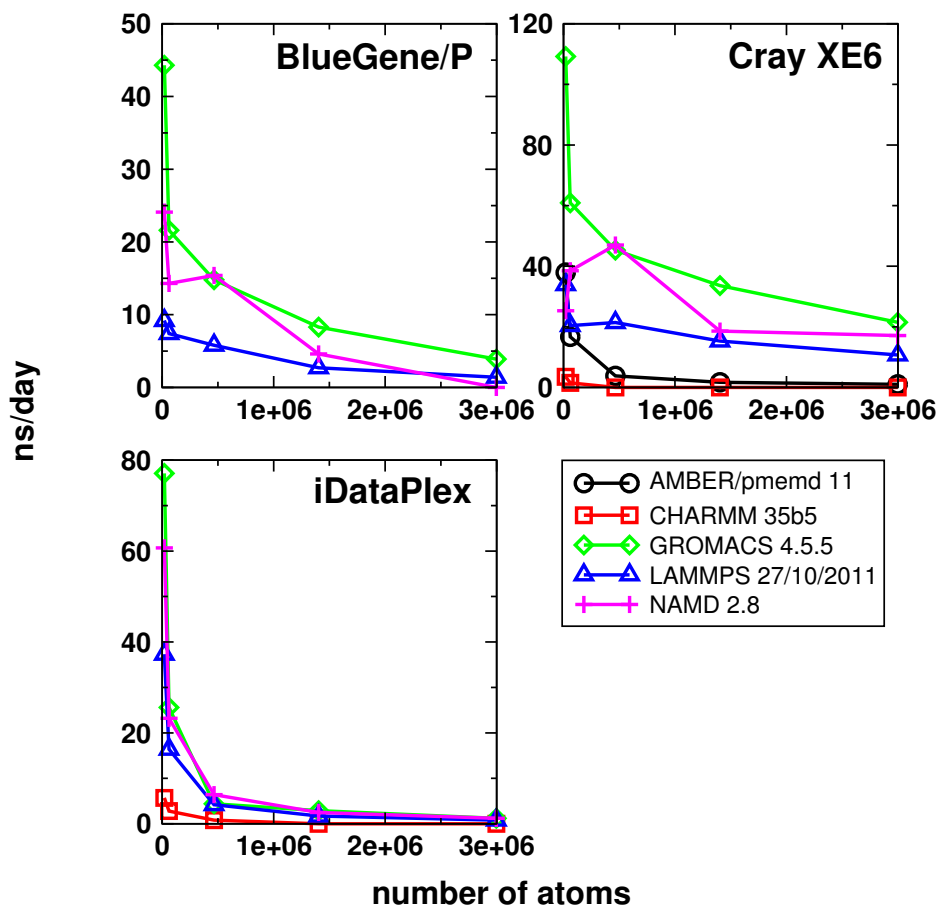 BlueGene/P
50
40
30
20
10
0
0
1e+06
2e+06
3e+06
Cray XE6
120
80
40
0
0
1e+06
2e+06
3e+06
ns/day
iDataPlex
80
60
40
20
0
0
1e+06
2e+06
3e+06
AMBER/pmemd 11
CHARMM 35b5
GROMACS 4.5.5
LAMMPS 27/10/2011
NAMD 2.8
number of atoms